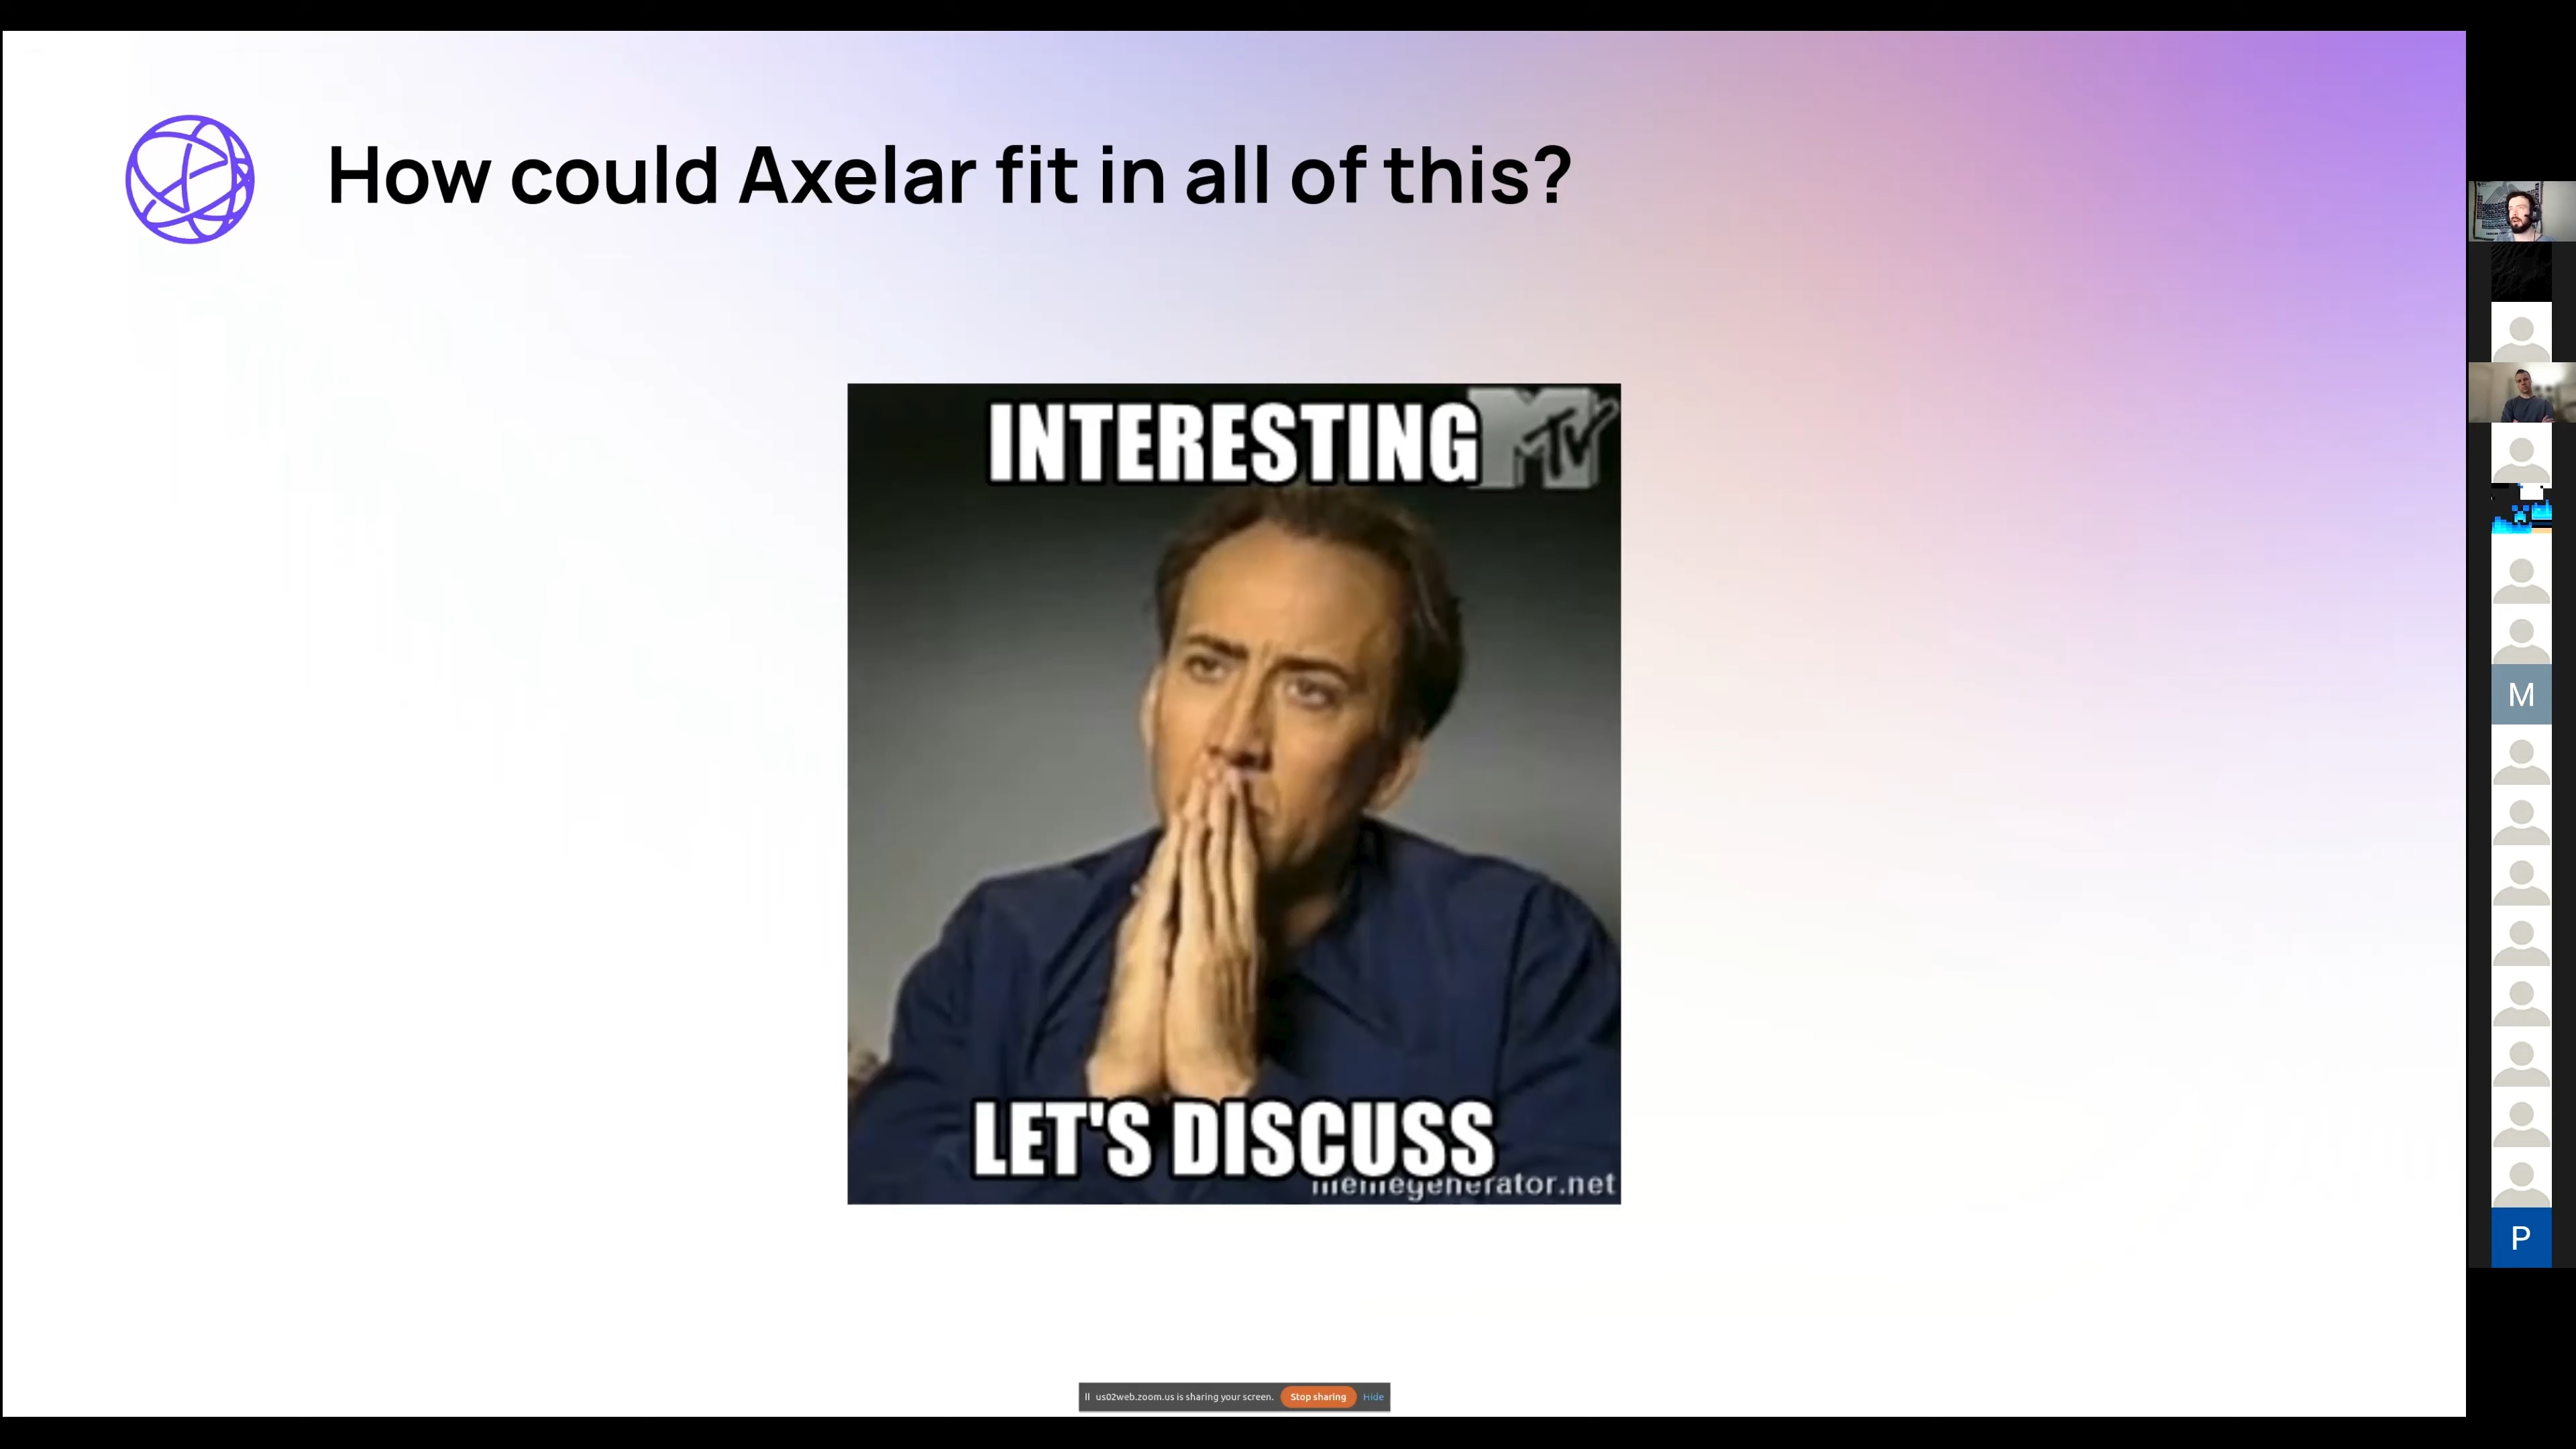 How could Axelar fit in all of this?
INTERESTING
MTV
LET'S DISCUSS
memegenerator.net
M
P
us02web.zoom.us is sharing your screen. Stop sharing Hide